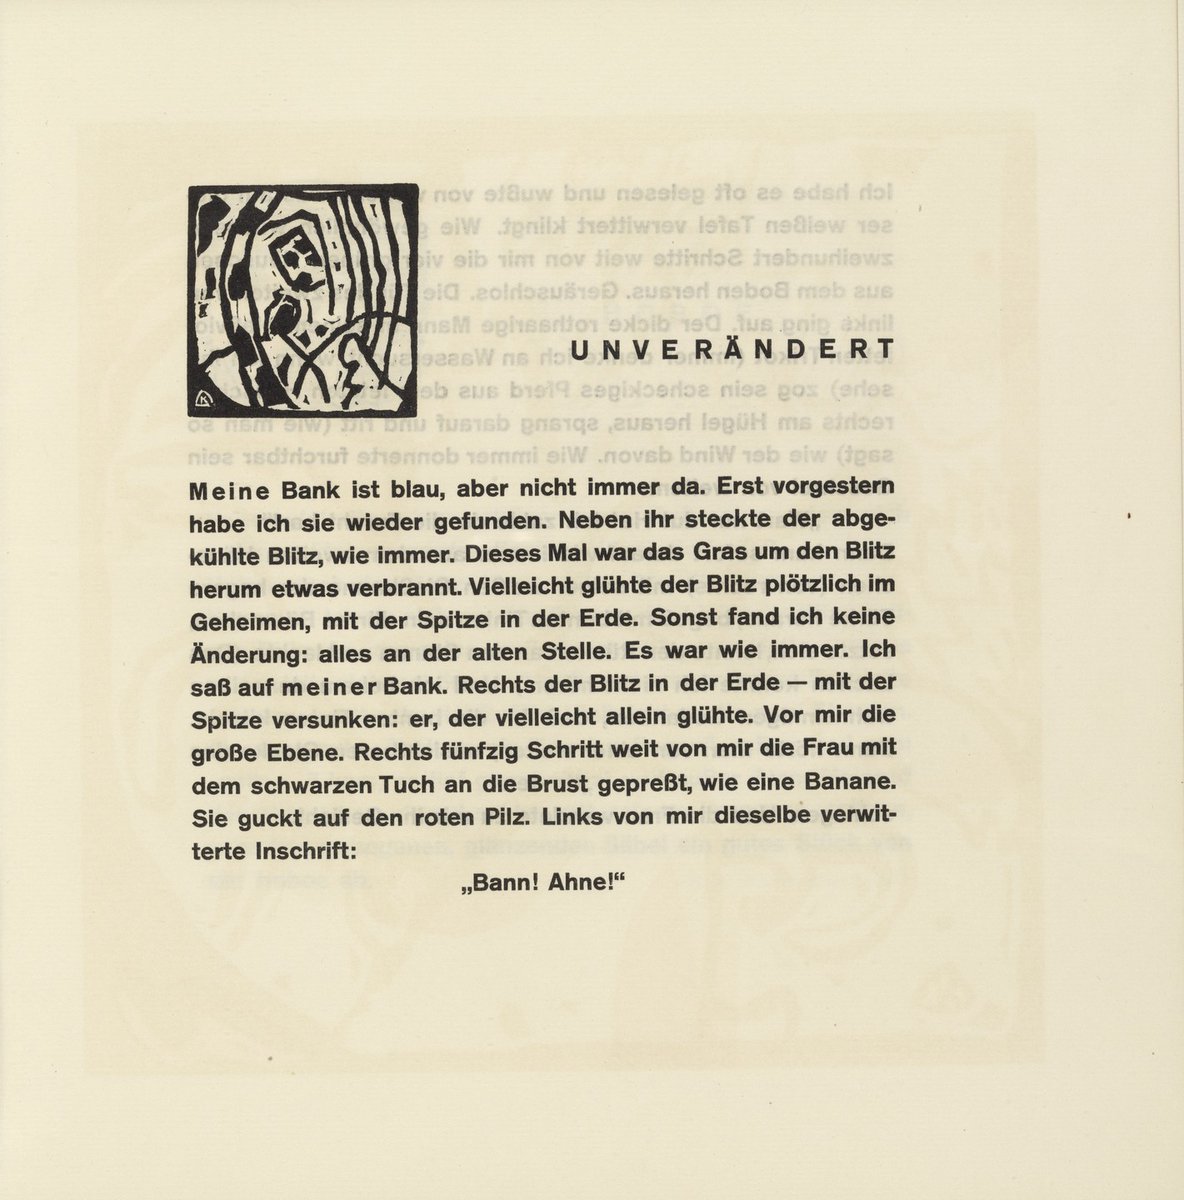 UNVERÄNDERT
Meine Bank ist blau, aber nicht immer da. Erst vorgestern
habe ich sie wieder gefunden. Neben ihr steckte der abge-
kühlte Blitz, wie immer. Dieses Mal war das Gras um den Blitz
herum etwas verbrannt. Vielleicht glühte der Blitz plötzlich im
Geheimen, mit der Spitze in der Erde. Sonst fand ich keine
Änderung: alles an der alten Stelle. Es war wie immer. Ich
saß auf meiner Bank. Rechts der Blitz in der Erde — mit der
Spitze versunken: er, der vielleicht allein glühte. Vor mir die
große Ebene. Rechts fünfzig Schritt weit von mir die Frau mit
dem schwarzen Tuch an die Brust gepreßt, wie eine Banane.
Sie guckt auf den roten Pilz. Links von mir dieselbe verwit-
terte Inschrift:
„Bann! Ahne!“